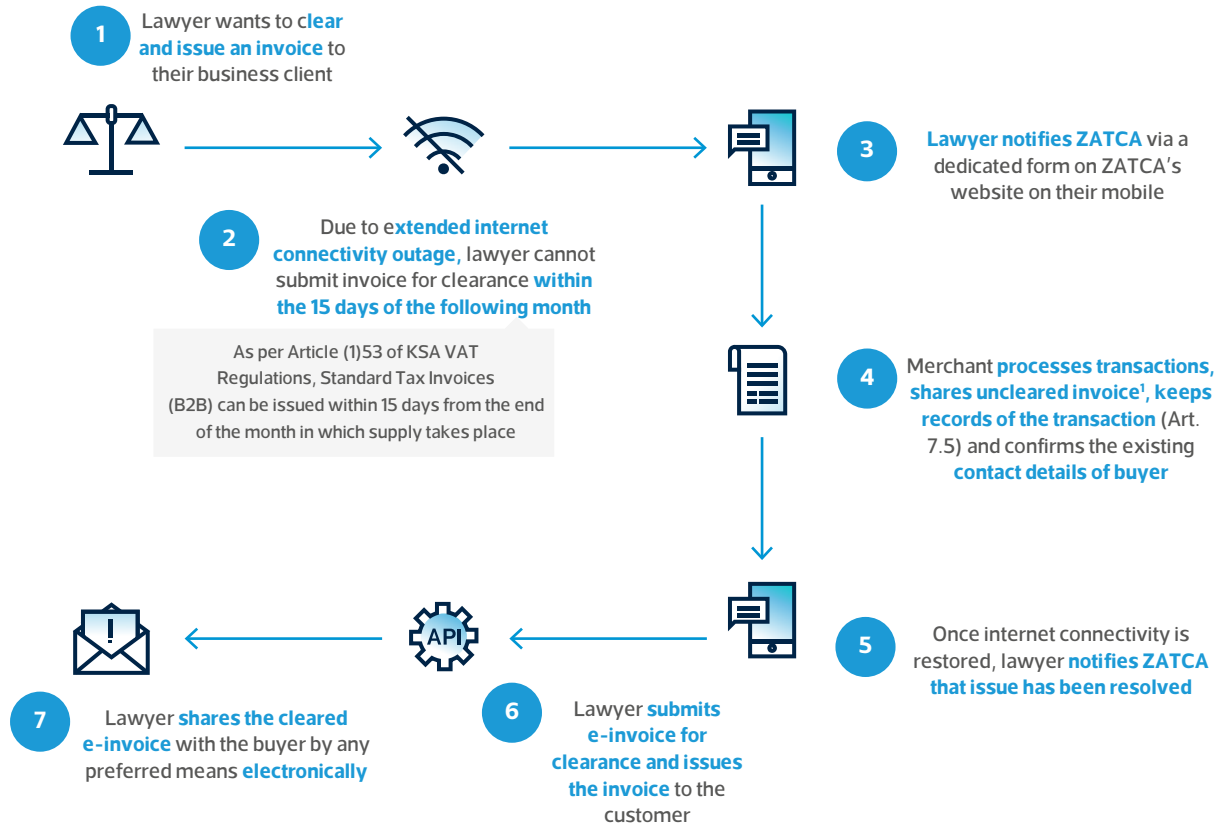 1
Lawyer wants to clear
and issue an invoice to
their business client
2
Due to extended internet
connectivity outage, lawyer cannot
submit invoice for clearance within
the 15 days of the following month
As per Article (1)53 of KSA VAT
Regulations, Standard Tax Invoices
(B2B) can be issued within 15 days from the end
of the month in which supply takes place
3
Lawyer notifies ZATCA via a
dedicated form on ZATCA's
website on their mobile
4
Merchant processes transactions,
shares uncleared invoice¹, keeps
records of the transaction (Art.
7.5) and confirms the existing
contact details of buyer
5
Once internet connectivity is
restored, lawyer notifies ZATCA
that issue has been resolved
API
6
Lawyer submits
e-invoice for
clearance and issues
the invoice to the
customer
!
7
Lawyer shares the cleared
e-invoice with the buyer by any
preferred means electronically